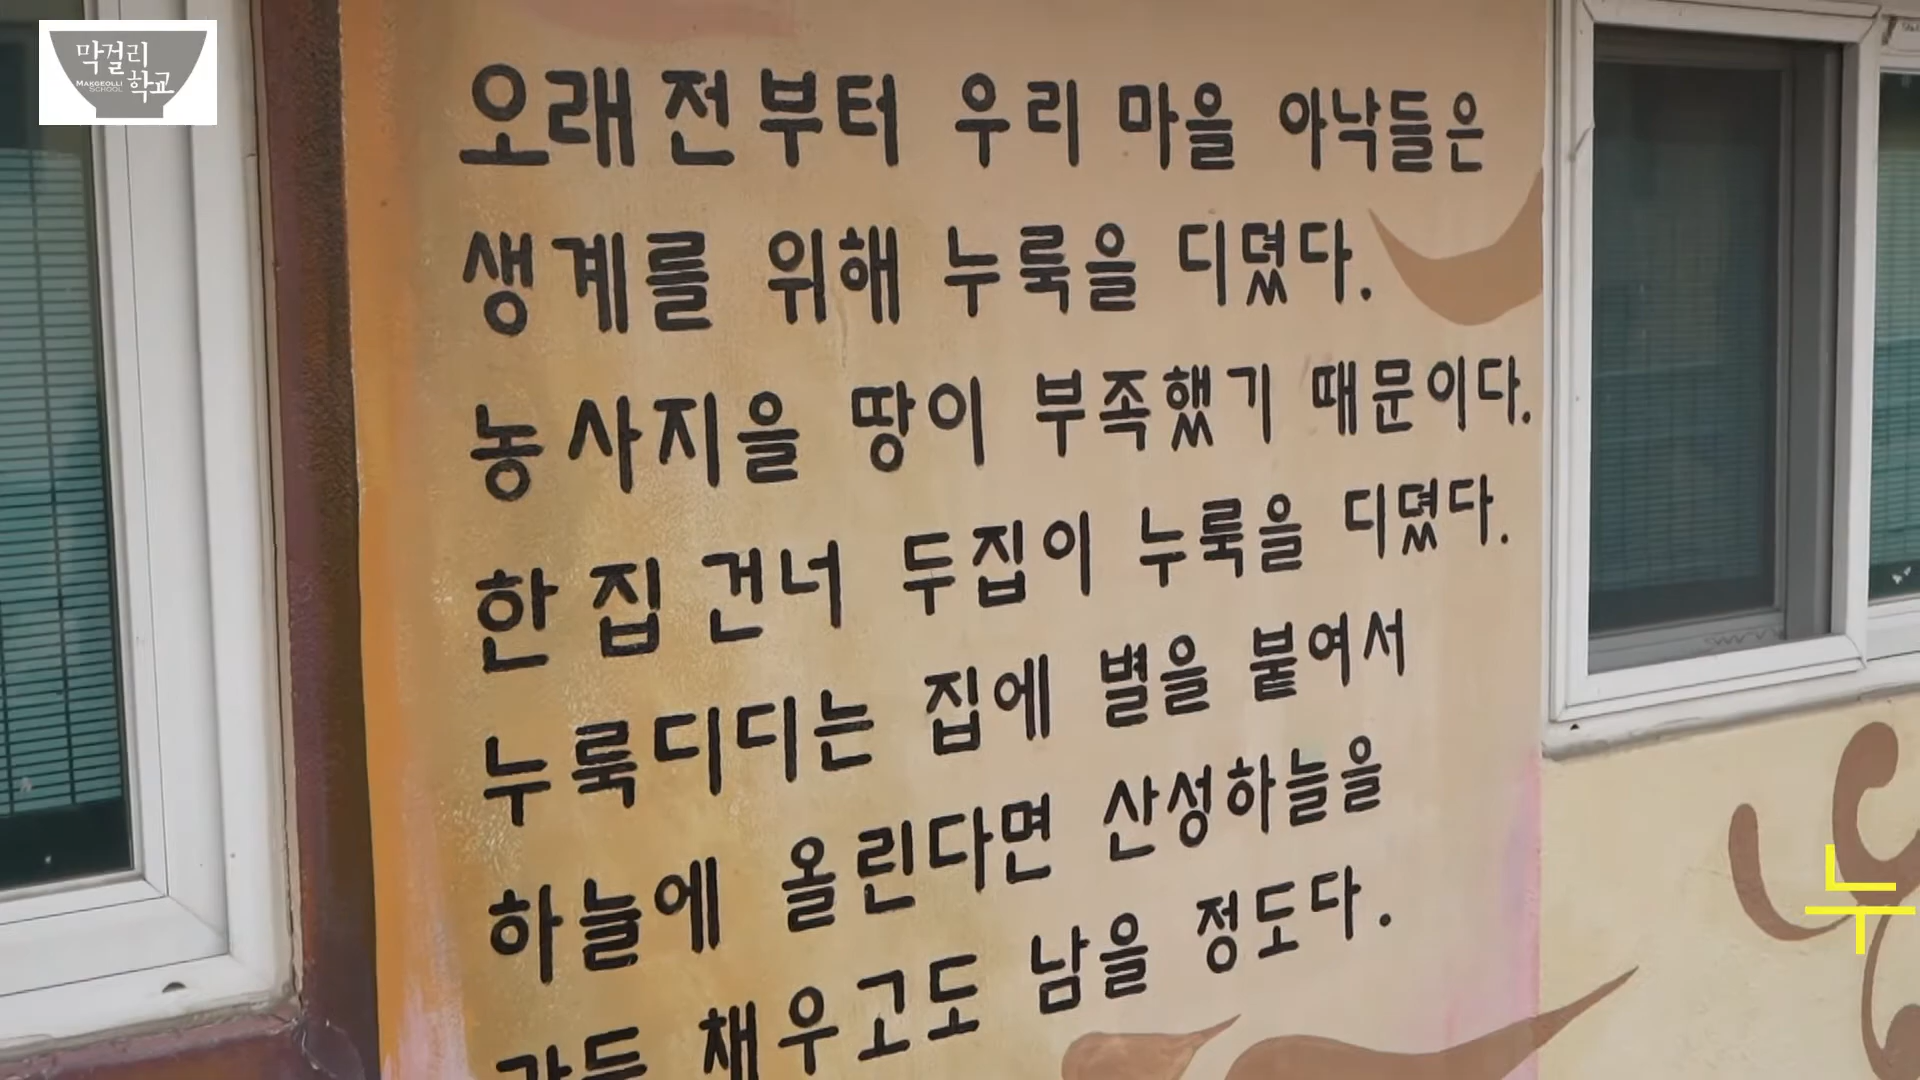 막걸리
학교
MAKGEOLLI
SCHOOL
오래전부터 우리 마을 아낙들은
생계를 위해 누룩을 디뎠다.
농사지을 땅이 부족했기 때문이다.
한 집 건너 두집이 누룩을 디뎠다.
누룩디디는 집에 별을 붙여서
하늘에 올린다면 산성하늘을
가득 채우고도 남을 정도다.
누